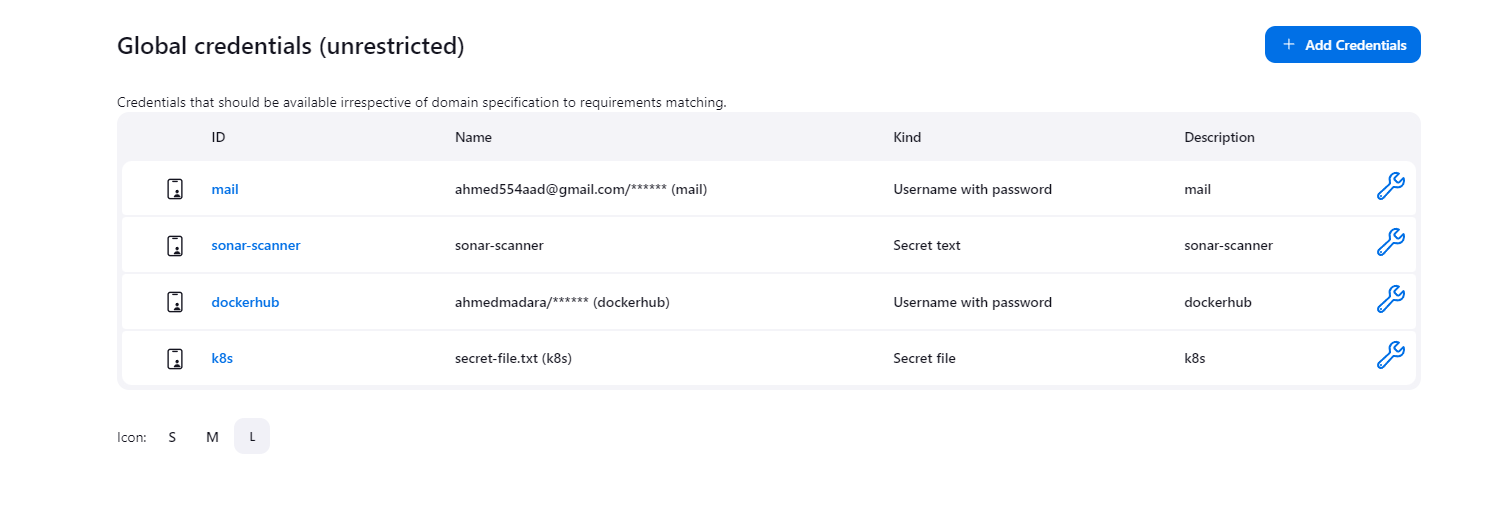 Global credentials (unrestricted)
+ Add Credentials
Credentials that should be available irrespective of domain specification to requirements matching.
ID Name Kind Description
mail ahmed554aad@gmail.com/****** (mail) Username with password mail
sonar-scanner sonar-scanner Secret text sonar-scanner
dockerhub ahmedmadara/****** (dockerhub) Username with password dockerhub
k8s secret-file.txt (k8s) Secret file k8s
Icon: S M L